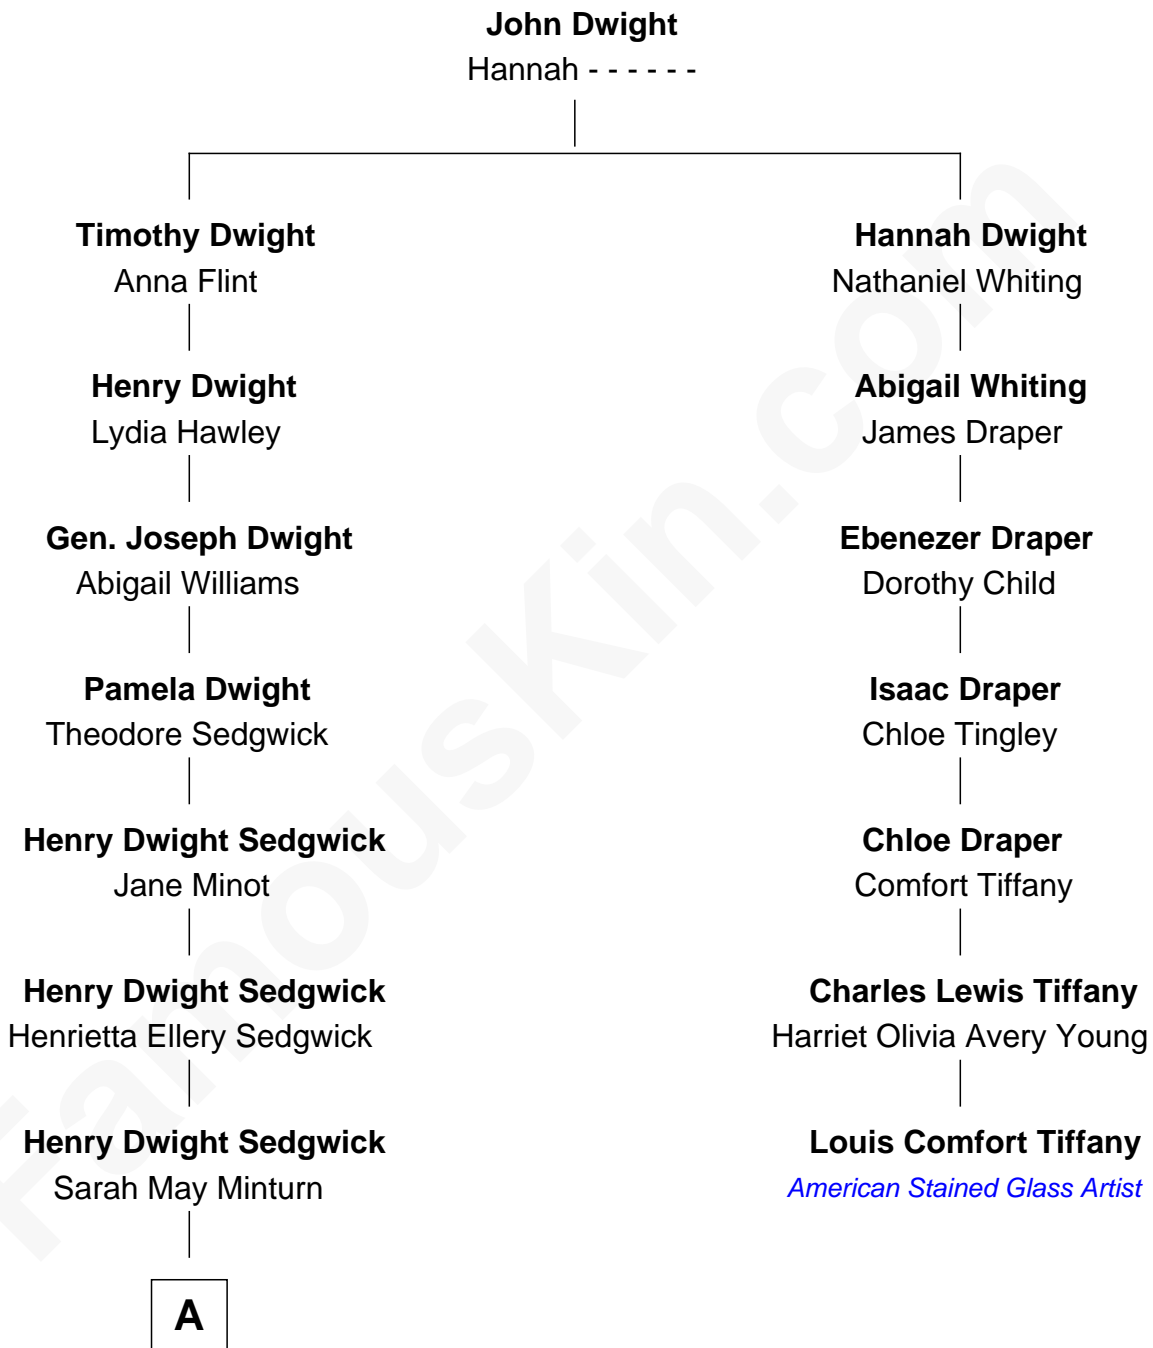 John Dwight
Hannah - - - - - -
Timothy Dwight
Anna Flint
Hannah Dwight
Nathaniel Whiting
Henry Dwight
Lydia Hawley
Abigail Whiting
James Draper
Gen. Joseph Dwight
Abigail Williams
Ebenezer Draper
Dorothy Child
Pamela Dwight
Theodore Sedgwick
Isaac Draper
Chloe Tingley
Henry Dwight Sedgwick
Jane Minot
Chloe Draper
Comfort Tiffany
Henry Dwight Sedgwick
Henrietta Ellery Sedgwick
Charles Lewis Tiffany
Harriet Olivia Avery Young
Henry Dwight Sedgwick
Sarah May Minturn
Louis Comfort Tiffany
American Stained Glass Artist
A
FamousKin.com